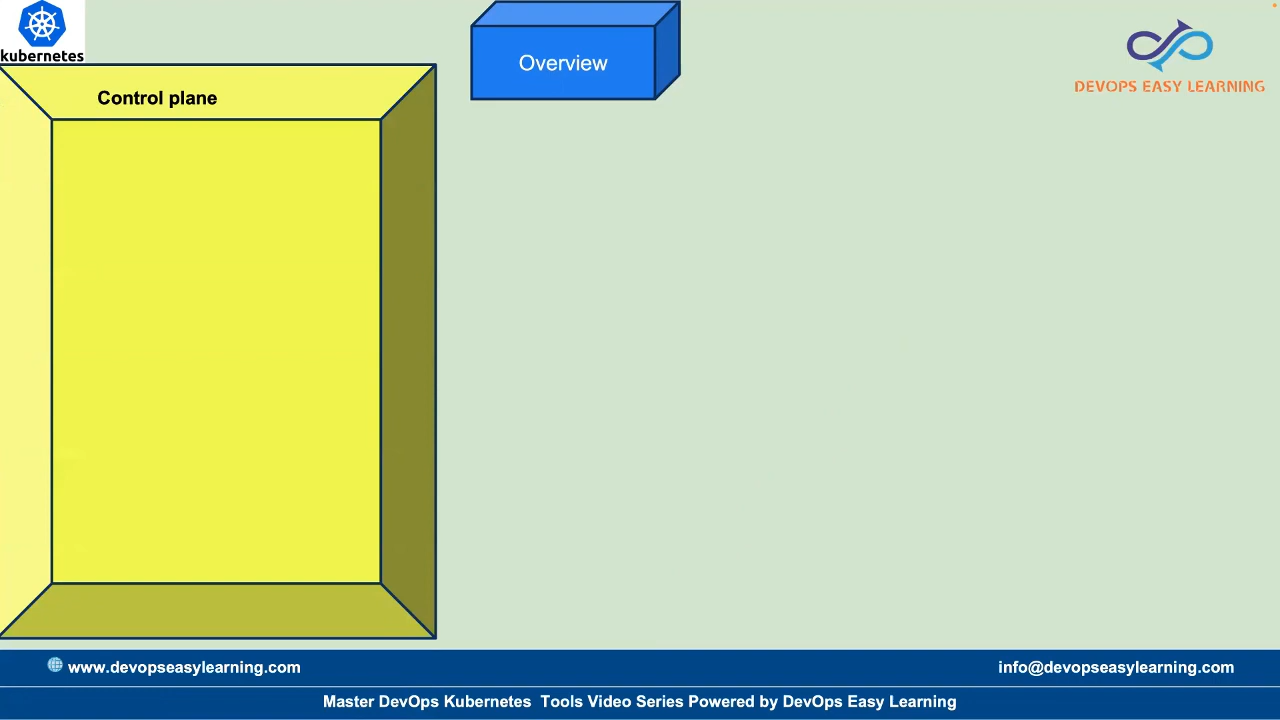 kubernetes
Overview
DEVOPS EASY LEARNING
Control plane
www.devopseasylearning.com
info@devopseasylearning.com
Master DevOps Kubernetes  Tools Video Series Powered by DevOps Easy Learning